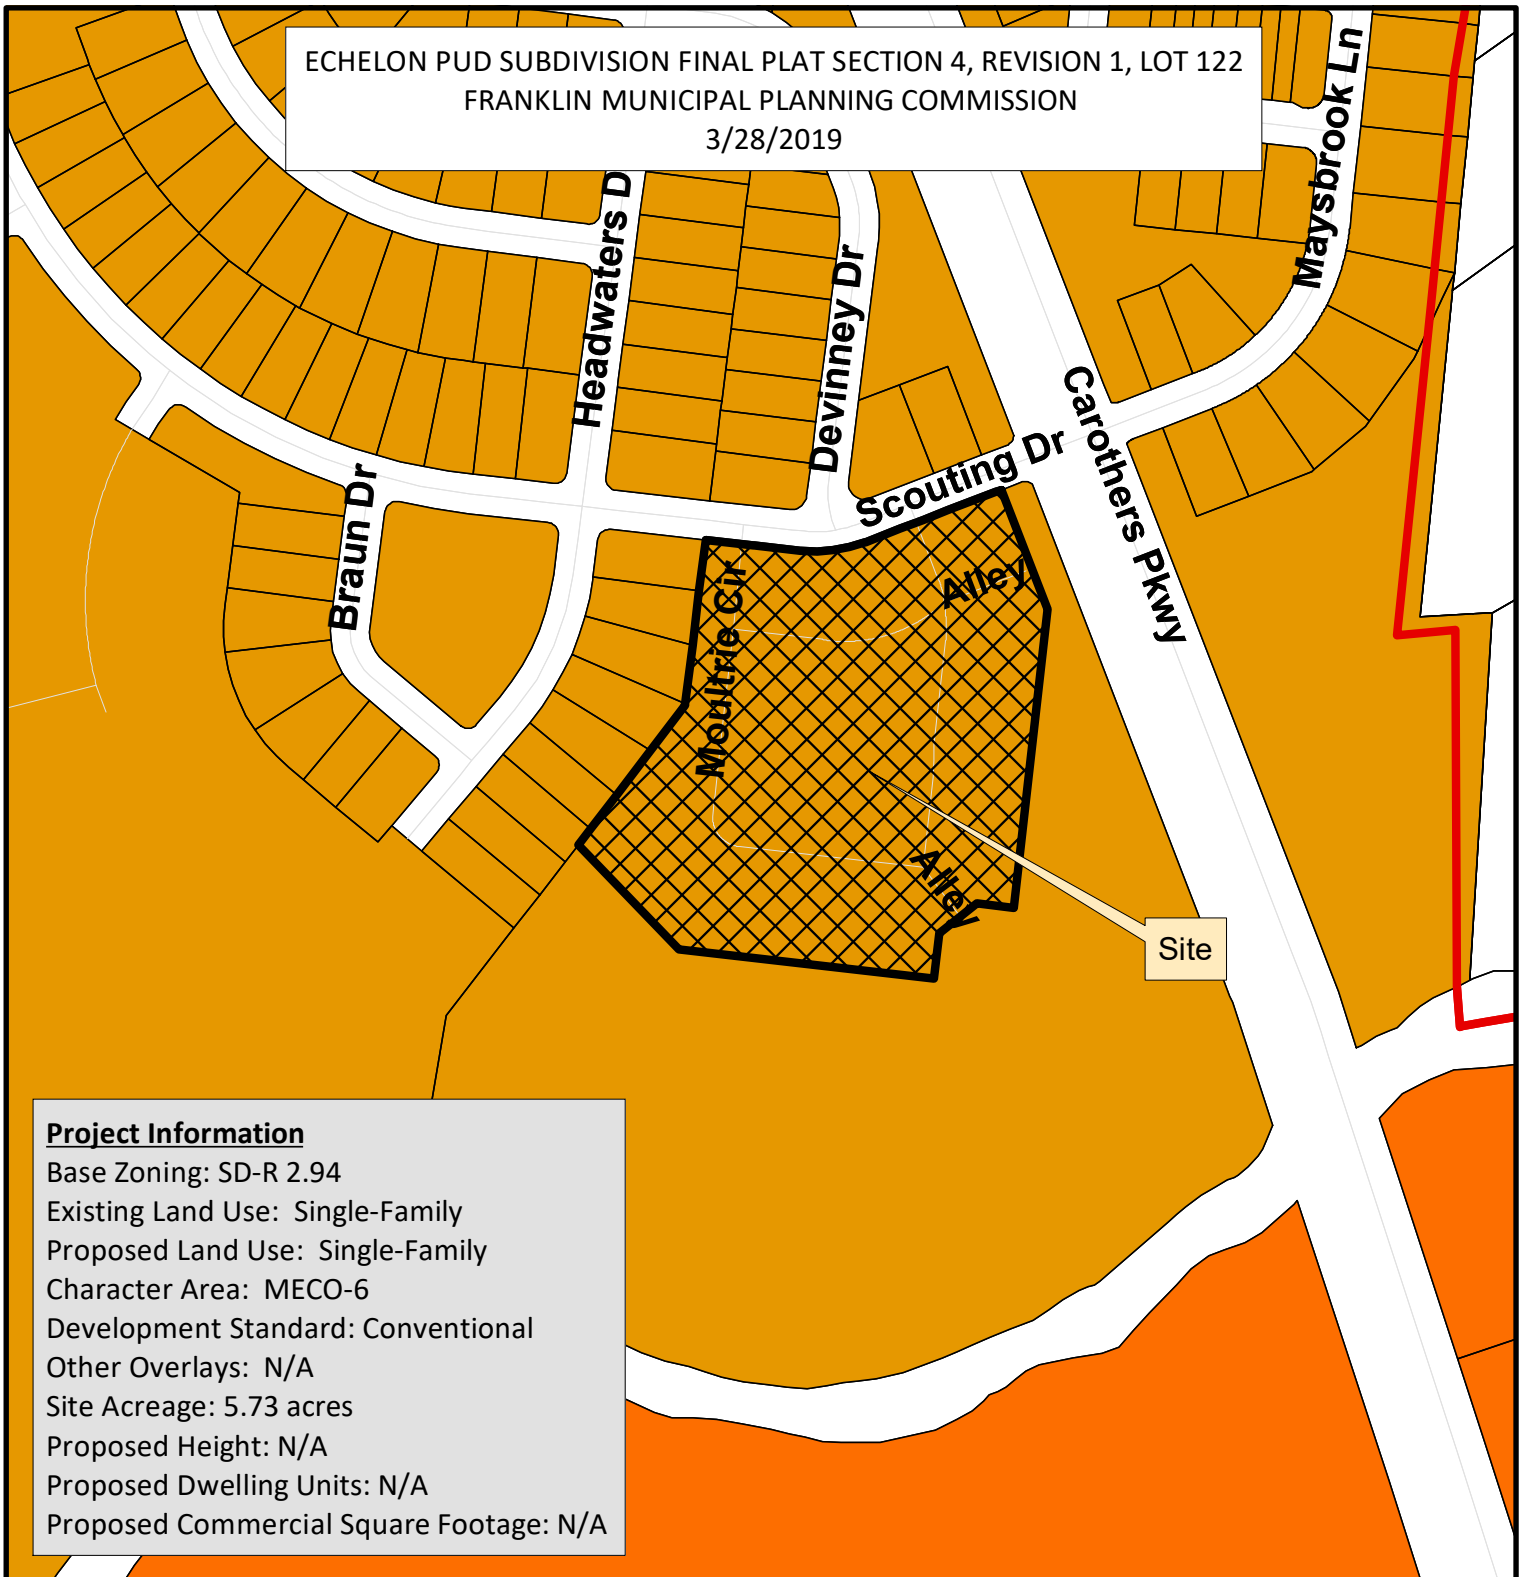 ECHELON PUD SUBDIVISION FINAL PLAT SECTION 4, REVISION 1, LOT 122
FRANKLIN MUNICIPAL PLANNING COMMISSION
3/28/2019
Maysbrook Ln
Headwaters D
Devinney Dr
Carothers Pkwy
Scouting Dr
Braun Dr
Moultrie Cir
Alley
Alley
Site
Project Information
Base Zoning: SD-R 2.94
Existing Land Use: Single-Family
Proposed Land Use: Single-Family
Character Area: MECO-6
Development Standard: Conventional
Other Overlays: N/A
Site Acreage: 5.73 acres
Proposed Height: N/A
Proposed Dwelling Units: N/A
Proposed Commercial Square Footage: N/A